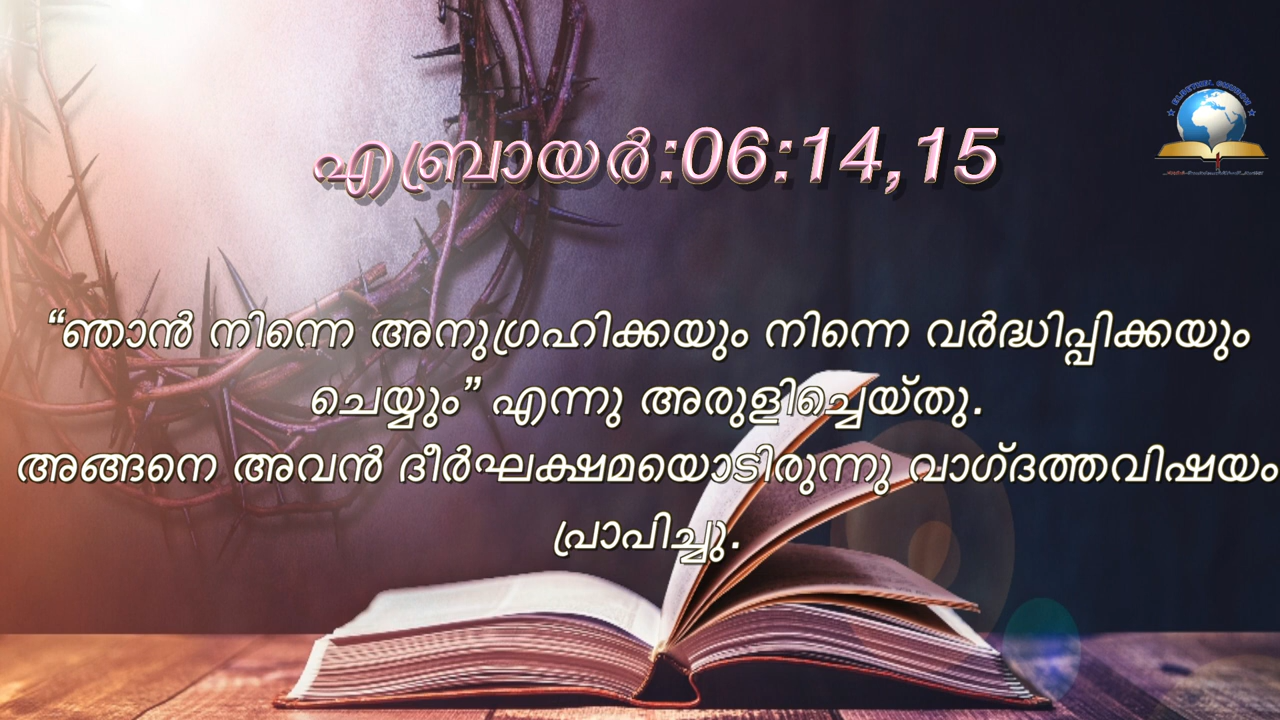 എബ്രായർ:06:14,15
“ഞാൻ നിന്നെ അനുഗ്രഹിക്കയും നിന്നെ വർദ്ധിപ്പിക്കയും
ചെയ്യും” എന്നു അരുളിച്ചെയ്തു.
അങ്ങനെ അവൻ ദീർഘക്ഷമയൊടിരുന്നു വാഗ്ദത്തവിഷയം
പ്രാപിച്ചു.